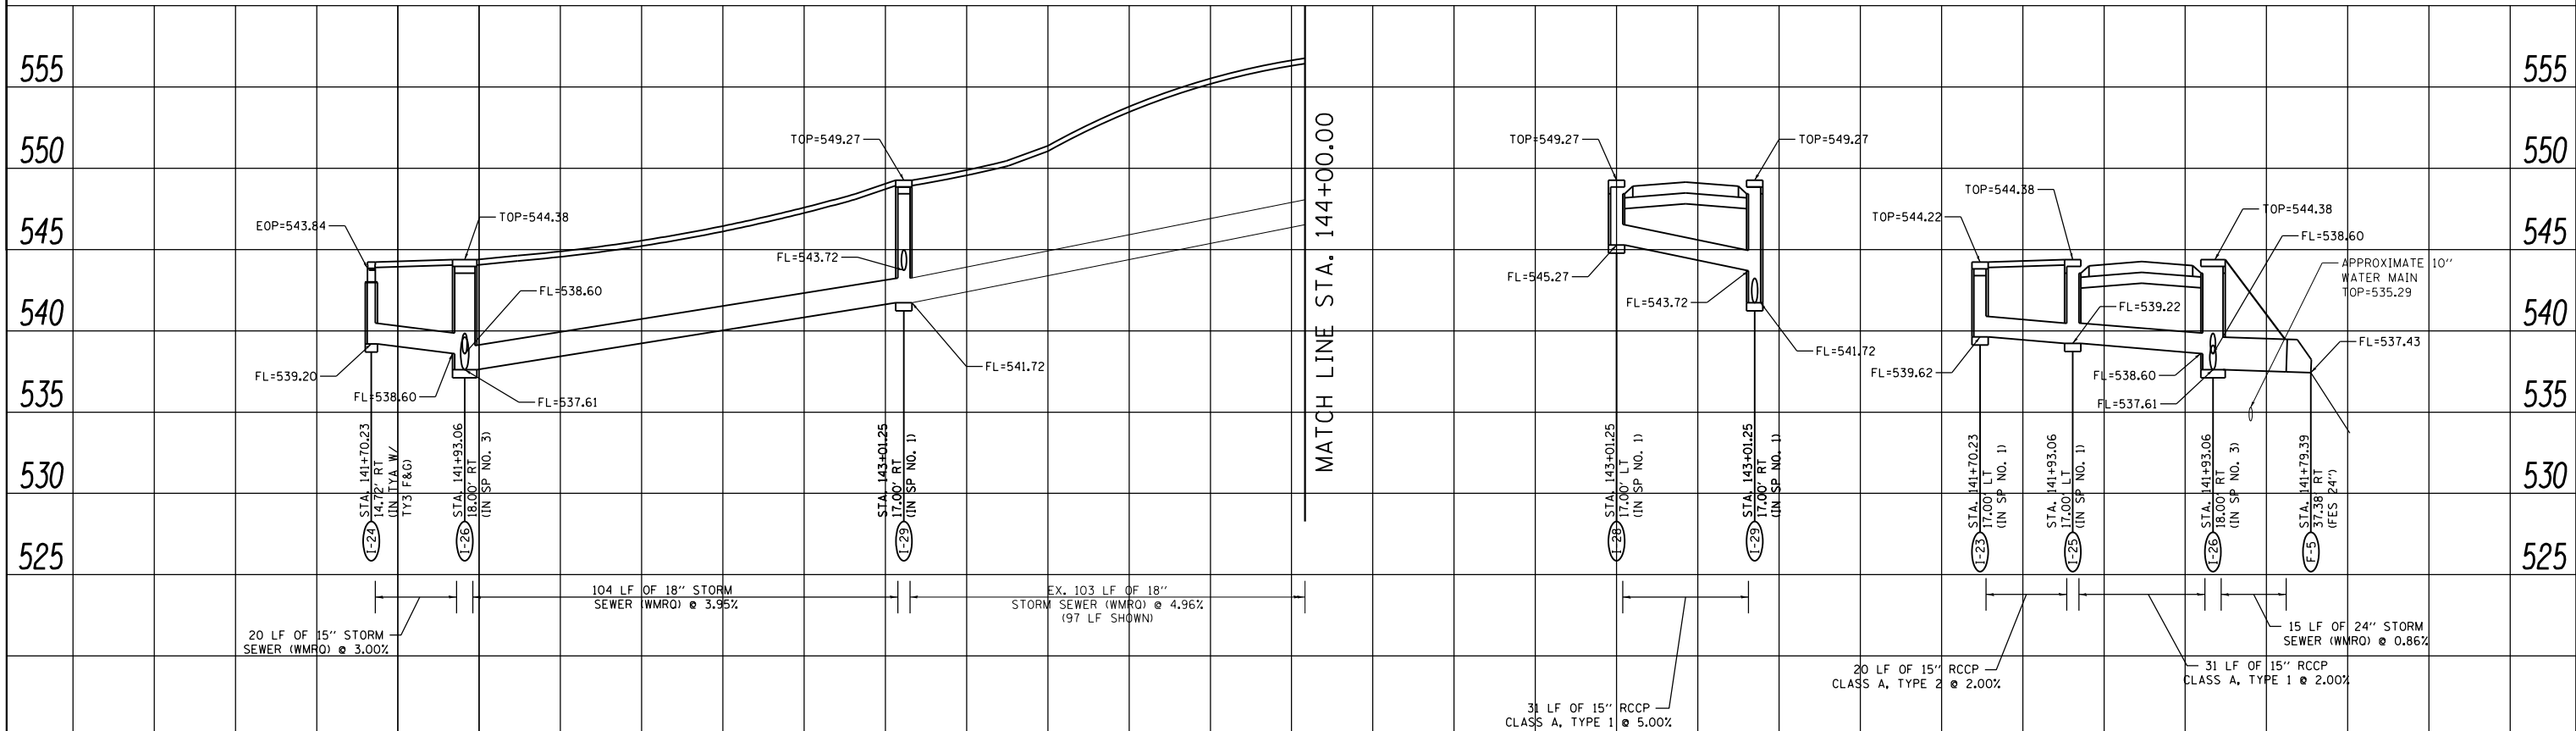 555
550
545
540
535
530
525
EOP=543.84
TOP=544.38
FL=538.60
FL=539.20
FL=538.60
FL=537.61
STA. 141+70.23
14.72' RT
(IN TYA W/
TY3 F&G)
I-24
STA. 141+93.06
18.00' RT
(IN SP NO. 3)
I-26
20 LF OF 15" STORM
SEWER (WMRQ) @ 3.00%
104 LF OF 18" STORM
SEWER (WMRQ) @ 3.95%
TOP=549.27
FL=543.72
FL=541.72
STA. 143+01.25
17.00' RT
(IN SP NO. 1)
I-29
EX. 103 LF OF 18"
STORM SEWER (WMRQ) @ 4.96%
(97 LF SHOWN)
MATCH LINE STA. 144+00.00
TOP=549.27
TOP=549.27
FL=545.27
FL=543.72
FL=541.72
STA. 143+01.25
17.00' LT
(IN SP NO. 1)
I-28
STA. 143+01.25
17.00' RT
(IN SP NO. 1)
I-29
31 LF OF 15" RCCP
CLASS A, TYPE 1 @ 5.00%
TOP=544.22
TOP=544.38
TOP=544.38
FL=538.60
APPROXIMATE 10"
WATER MAIN
TOP=535.29
FL=539.22
FL=537.43
FL=539.62
FL=538.60
FL=537.61
STA. 141+70.23
17.00' LT
(IN SP NO. 1)
I-23
STA. 141+93.06
17.00' LT
(IN SP NO. 1)
I-25
STA. 141+93.06
18.00' RT
(IN SP NO. 3)
I-26
STA. 141+79.39
37.38' RT
(FES 24")
F-5
20 LF OF 15" RCCP
CLASS A, TYPE 2 @ 2.00%
31 LF OF 15" RCCP
CLASS A, TYPE 1 @ 2.00%
15 LF OF 24" STORM
SEWER (WMRQ) @ 0.86%
555
550
545
540
535
530
525